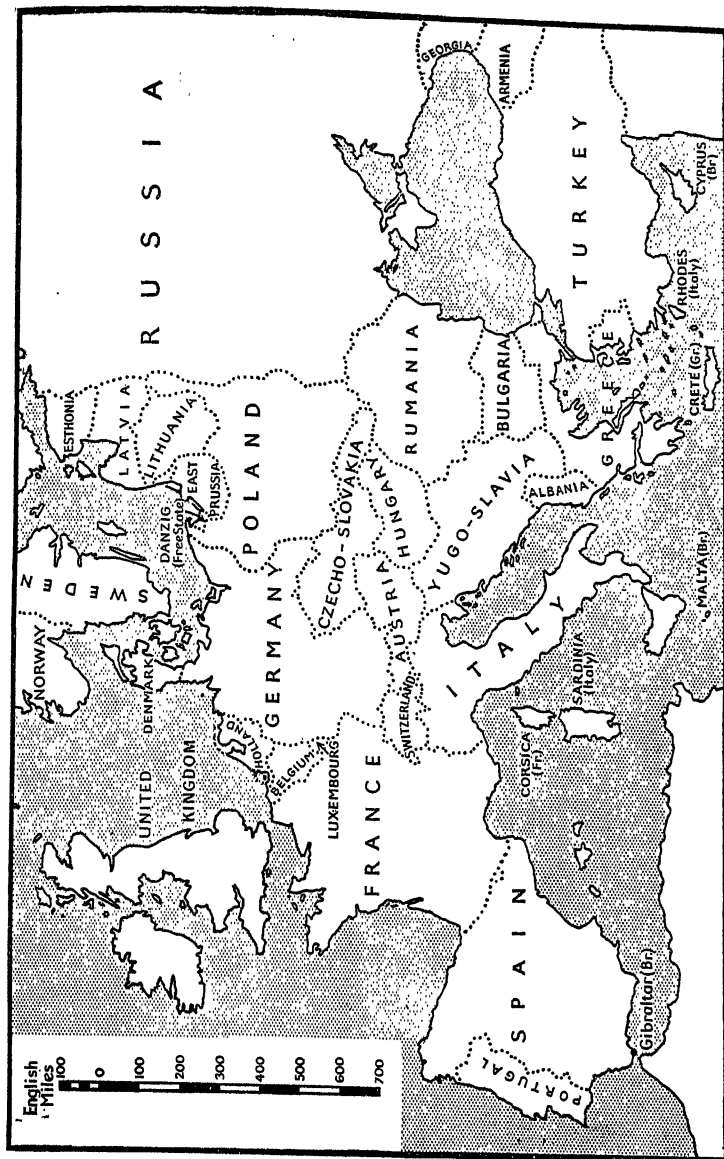 English
Miles
100
0
100
200
300
400
500
600
700
NORWAY
SWEDEN
ESTHONIA
LATVIA
LITHUANIA
RUSSIA
DENMARK
DANZIG
(Free State)
EAST
PRUSSIA
UNITED
KINGDOM
HOLLAND
BELGIUM
LUXEMBOURG
GERMANY
POLAND
CZECHO-SLOVAKIA
FRANCE
SWITZERLAND
AUSTRIA
HUNGARY
RUMANIA
GEORGIA
ARMENIA
ITALY
YUGO-SLAVIA
BULGARIA
ALBANIA
GREECE
TURKEY
PORTUGAL
SPAIN
CORSICA
(Fr.)
SARDINIA
(Italy)
Gibraltar (Br.)
MALTA (Br.)
CRETE (Gr.)
RHODES
(Italy)
CYPRUS
(Br)